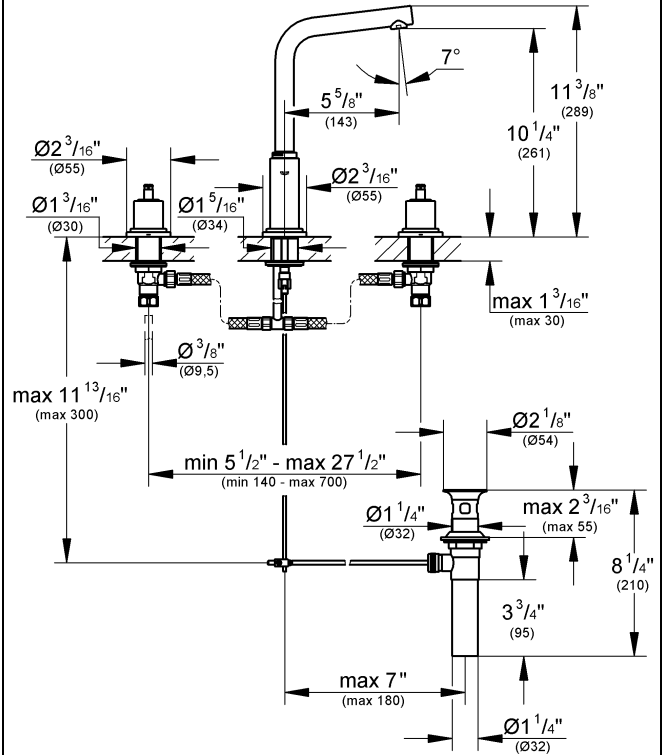 7°
5 5/8"
(143)
11 3/8"
(289)
10 1/4"
(261)
Ø2 3/16"
(Ø55)
Ø2 3/16"
(Ø55)
Ø1 3/16"
(Ø30)
Ø1 5/16"
(Ø34)
max 1 3/16"
(max 30)
Ø 3/8"
(Ø9,5)
max 11 13/16"
(max 300)
Ø2 1/8"
(Ø54)
min 5 1/2" - max 27 1/2"
(min 140 - max 700)
Ø1 1/4"
(Ø32)
max 2 3/16"
(max 55)
8 1/4"
(210)
3 3/4"
(95)
max 7"
(max 180)
Ø1 1/4"
(Ø32)